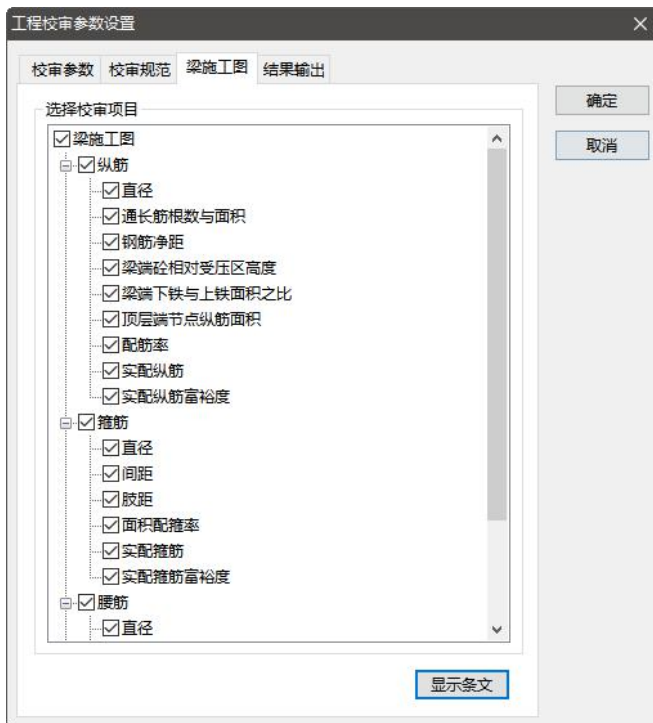 工程校审参数设置
校审参数 校审规范 梁施工图 结果输出
确定
选择校审项目
取消
梁施工图
纵筋
直径
通长筋根数与面积
钢筋净距
梁端砼相对受压区高度
梁端下铁与上铁面积之比
顶层端节点纵筋面积
配筋率
实配纵筋
实配纵筋富裕度
箍筋
直径
间距
肢距
面积配箍率
实配箍筋
实配箍筋富裕度
腰筋
直径
显示条文